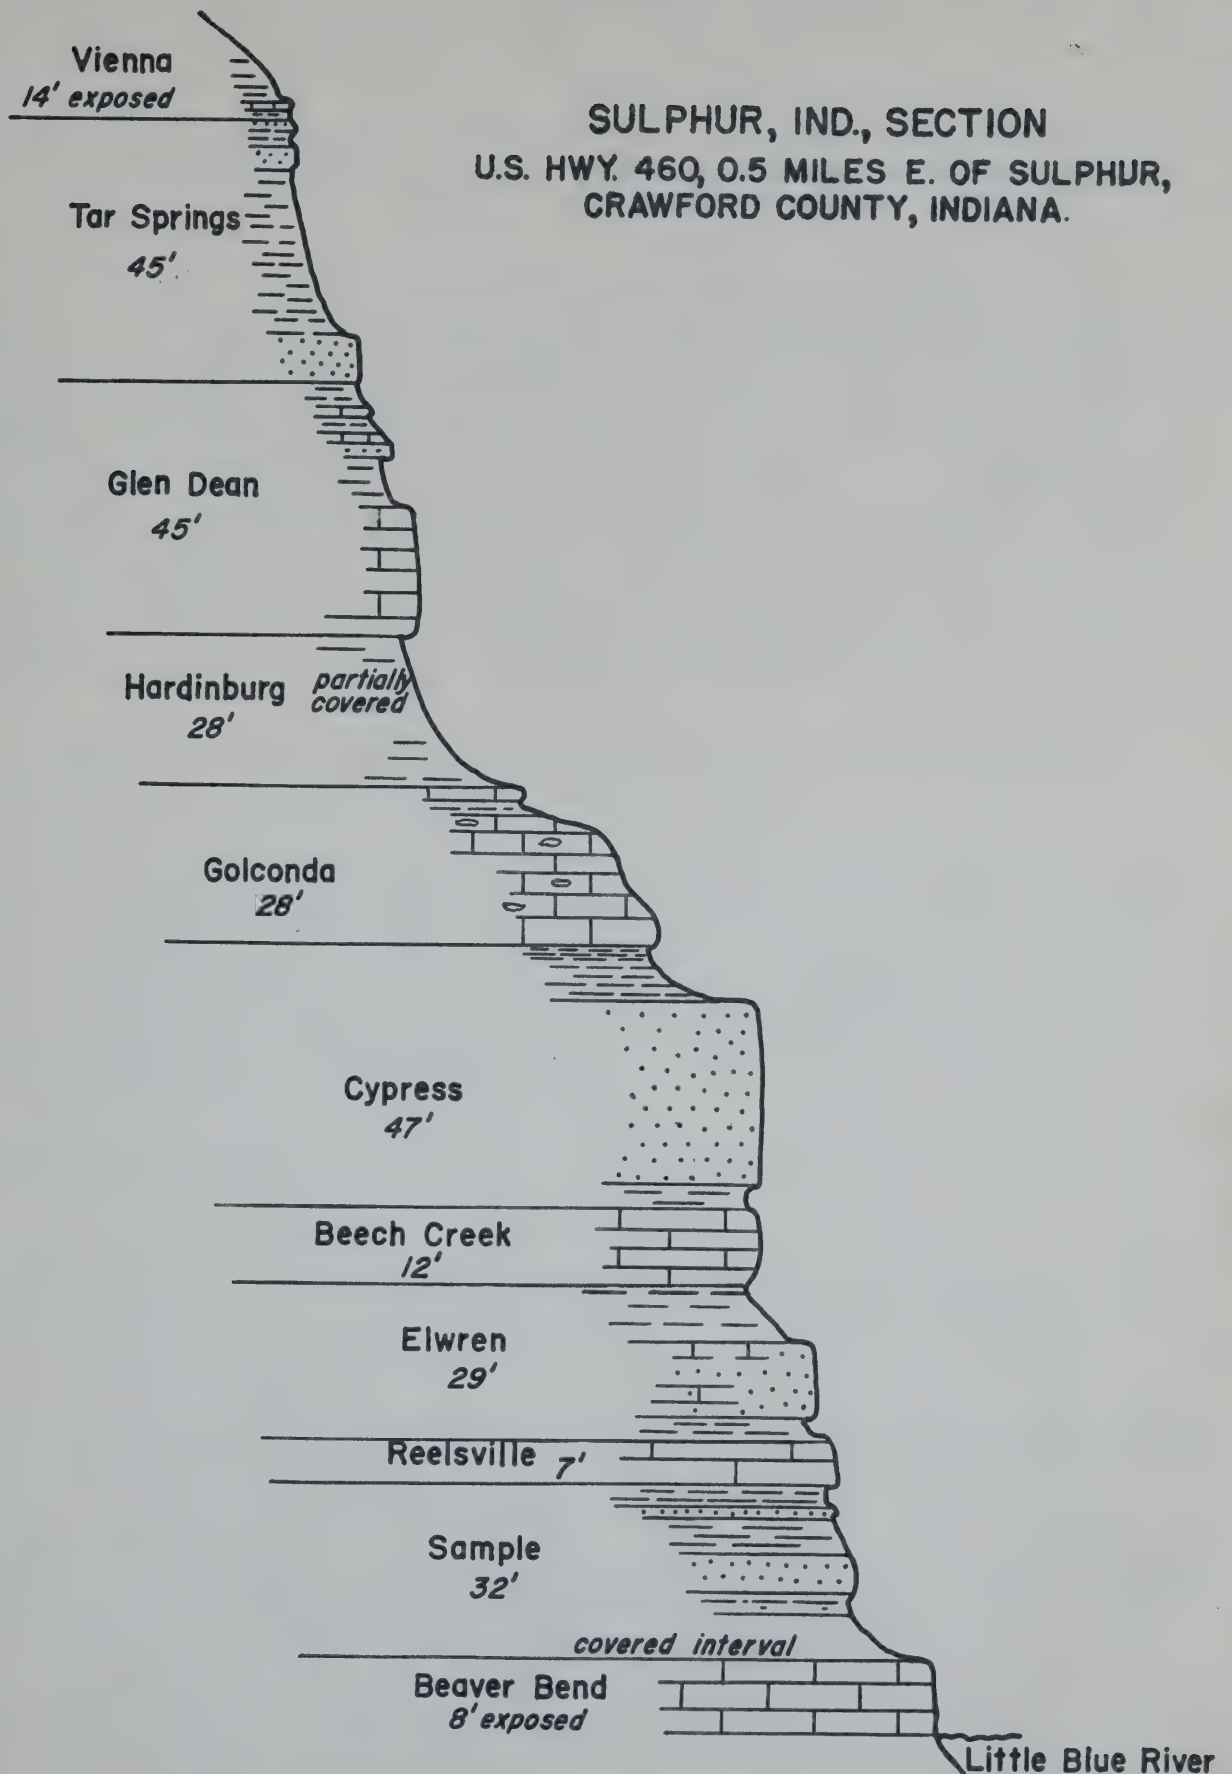 SULPHUR, IND., SECTION
U.S. HWY. 460, 0.5 MILES E. OF SULPHUR,
CRAWFORD COUNTY, INDIANA.
Vienna
14' exposed
Tar Springs
45'
Glen Dean
45'
Hardinburg
28'
partially
covered
Golconda
28'
Cypress
47'
Beech Creek
12'
Elwren
29'
Reelsville 7'
Sample
32'
covered interval
Beaver Bend
8' exposed
Little Blue River